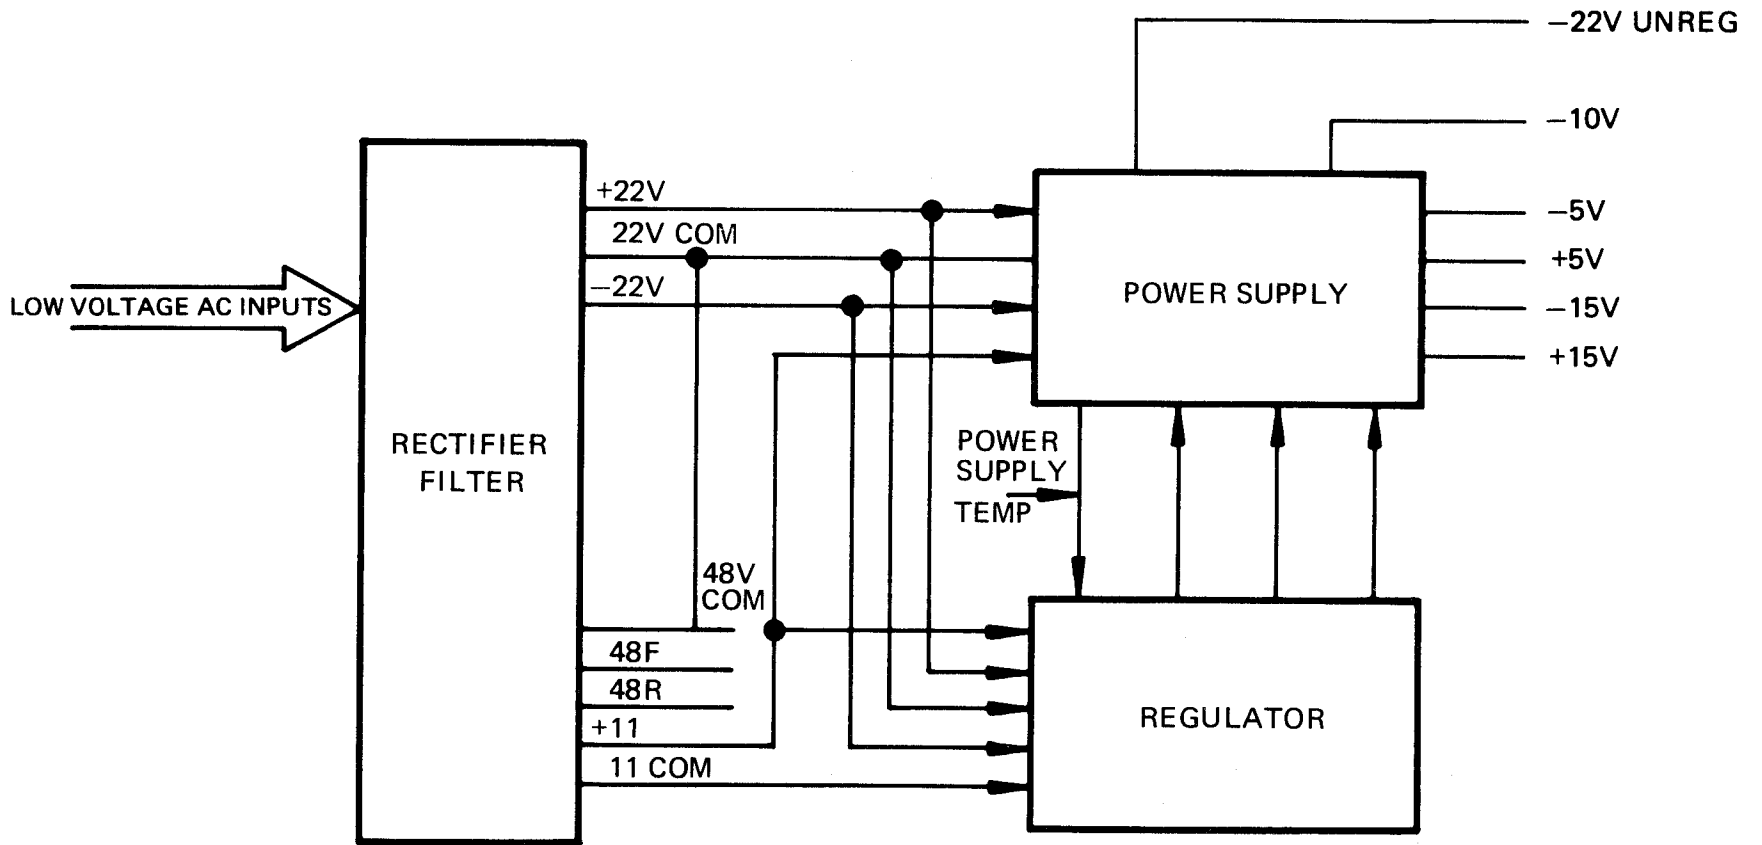 −22V UNREG
−10V
+22V
22V COM
−22V
−5V
+5V
−15V
+15V
LOW VOLTAGE AC INPUTS
POWER SUPPLY
RECTIFIER
FILTER
POWER
SUPPLY
TEMP
48V
COM
48F
48R
+11
11 COM
REGULATOR